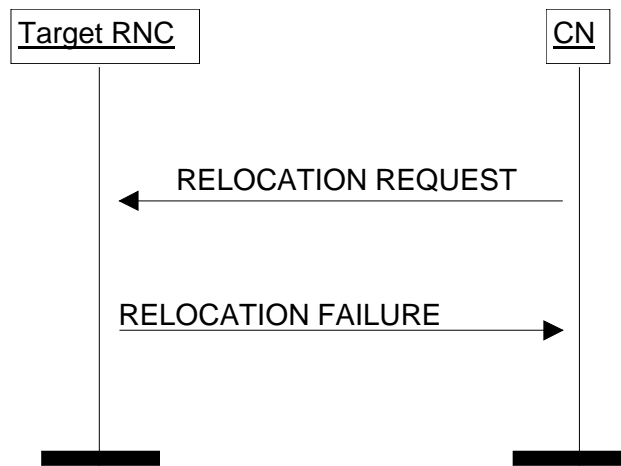 Target RNC
CN
RELOCATION REQUEST
RELOCATION FAILURE